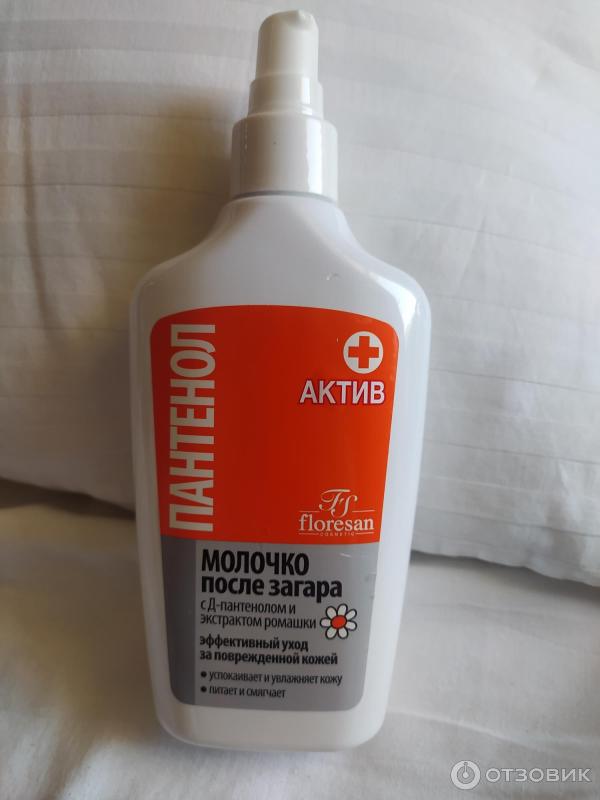 ПАНТЕНОЛ
АКТИВ
FS
floresan
COSMETIC
МОЛОЧКО
после загара
с Д-пантенолом и
экстрактом ромашки
эффективный уход
за поврежденной кожей
• успокаивает и увлажняет кожу
• питает и смягчает
ОТЗОВИК